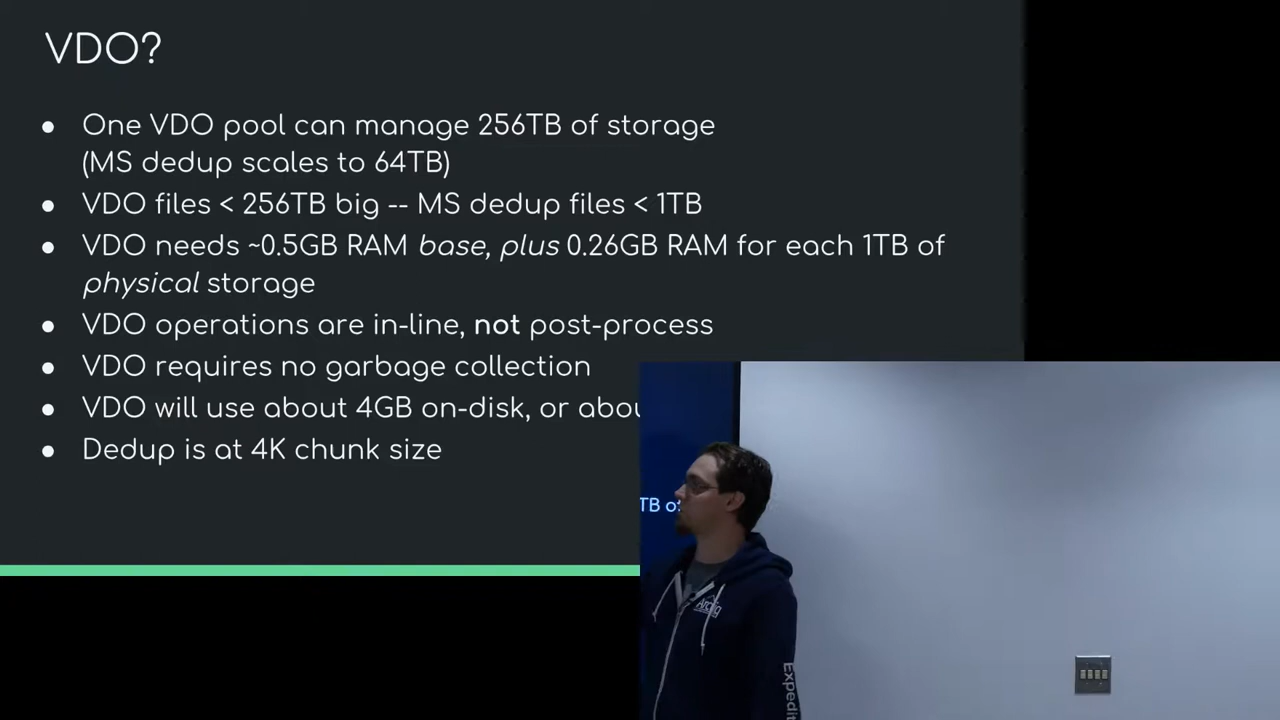 VDO?
● One VDO pool can manage 256TB of storage
(MS dedup scales to 64TB)
● VDO files < 256TB big -- MS dedup files < 1TB
● VDO needs ~0.5GB RAM base, plus 0.26GB RAM for each 1TB of
physical storage
● VDO operations are in-line, not post-process
● VDO requires no garbage collection
● VDO will use about 4GB on-disk, or abou
● Dedup is at 4K chunk size
TB of
Expedit